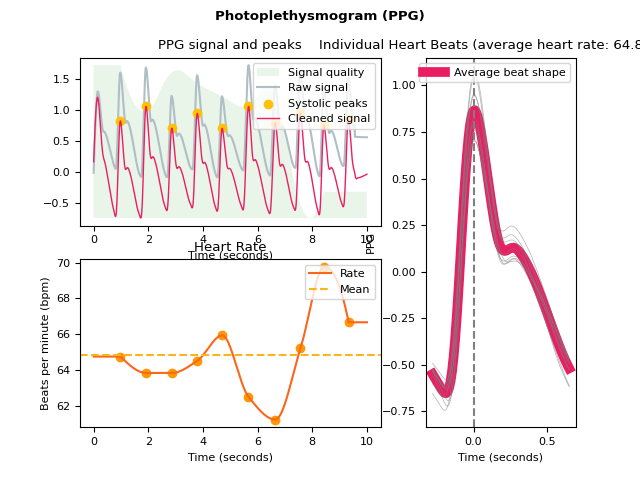 Photoplethysmogram (PPG)
PPG signal and peaks
Individual Heart Beats (average heart rate: 64.8
Signal quality
Raw signal
Systolic peaks
Cleaned signal
1.5
1.0
0.5
0.0
−0.5
0 2 4 6 8 10
Time (seconds)
Heart Rate
Rate
Mean
Beats per minute (bpm)
70
68
66
64
62
0 2 4 6 8 10
Time (seconds)
Average beat shape
PPG
1.00
0.75
0.50
0.25
0.00
−0.25
−0.50
−0.75
0.0 0.5
Time (seconds)